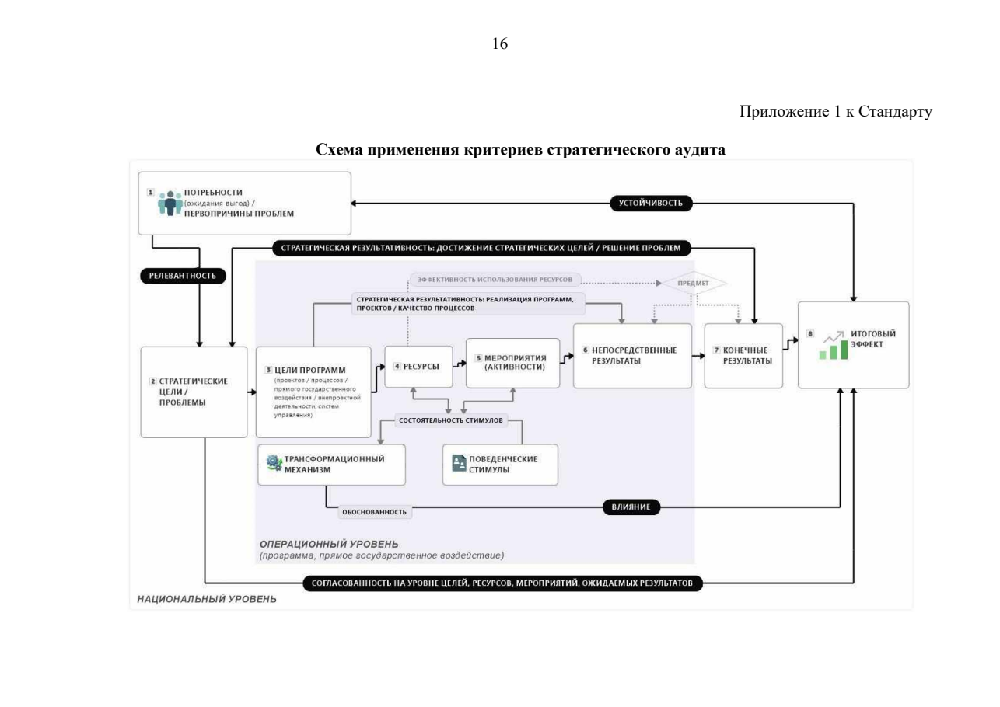 16
Приложение 1 к Стандарту
Схема применения критериев стратегического аудита
1
ПОТРЕБНОСТИ
(ожидания выгод) /
ПЕРВОПРИЧИНЫ ПРОБЛЕМ
УСТОЙЧИВОСТЬ
СТРАТЕГИЧЕСКАЯ РЕЗУЛЬТАТИВНОСТЬ: ДОСТИЖЕНИЕ СТРАТЕГИЧЕСКИХ ЦЕЛЕЙ / РЕШЕНИЕ ПРОБЛЕМ
РЕЛЕВАНТНОСТЬ
ЭФФЕКТИВНОСТЬ ИСПОЛЬЗОВАНИЯ РЕСУРСОВ
ПРЕДМЕТ
СТРАТЕГИЧЕСКАЯ РЕЗУЛЬТАТИВНОСТЬ: РЕАЛИЗАЦИЯ ПРОГРАММ,
ПРОЕКТОВ / КАЧЕСТВО ПРОЦЕССОВ
2 СТРАТЕГИЧЕСКИЕ
ЦЕЛИ /
ПРОБЛЕМЫ
3 ЦЕЛИ ПРОГРАММ
(проектов / процессов /
прямого государственного
воздействия / внепроектной
деятельности, систем
управления)
4 РЕСУРСЫ
5 МЕРОПРИЯТИЯ
(АКТИВНОСТИ)
6 НЕПОСРЕДСТВЕННЫЕ
РЕЗУЛЬТАТЫ
7 КОНЕЧНЫЕ
РЕЗУЛЬТАТЫ
8 ИТОГОВЫЙ
ЭФФЕКТ
СОСТОЯТЕЛЬНОСТЬ СТИМУЛОВ
ТРАНСФОРМАЦИОННЫЙ
МЕХАНИЗМ
ПОВЕДЕНЧЕСКИЕ
СТИМУЛЫ
ОБОСНОВАННОСТЬ
ВЛИЯНИЕ
ОПЕРАЦИОННЫЙ УРОВЕНЬ
(программа, прямое государственное воздействие)
СОГЛАСОВАННОСТЬ НА УРОВНЕ ЦЕЛЕЙ, РЕСУРСОВ, МЕРОПРИЯТИЙ, ОЖИДАЕМЫХ РЕЗУЛЬТАТОВ
НАЦИОНАЛЬНЫЙ УРОВЕНЬ